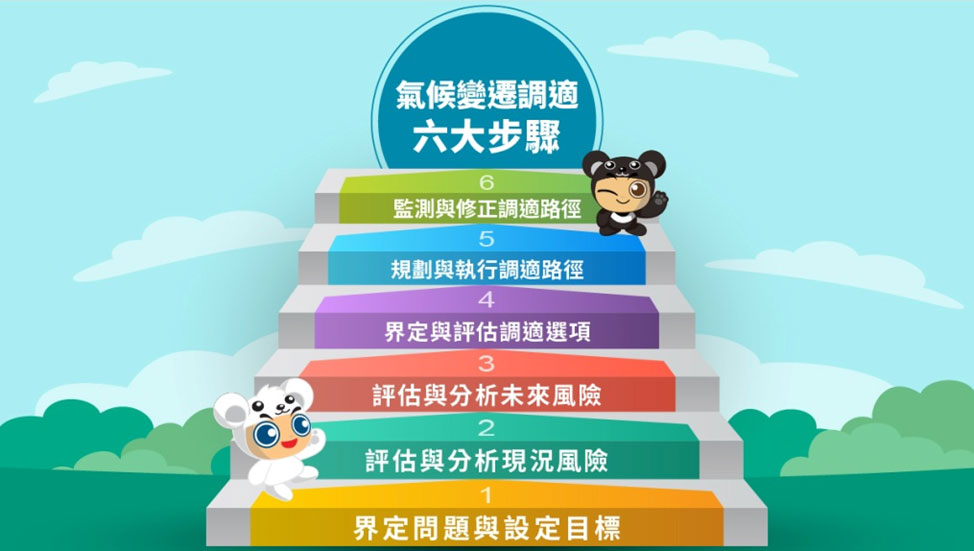 氣候變遷調適
六大步驟
6
監測與修正調適路徑
5
規劃與執行調適路徑
4
界定與評估調適選項
3
評估與分析未來風險
2
評估與分析現況風險
1
界定問題與設定目標